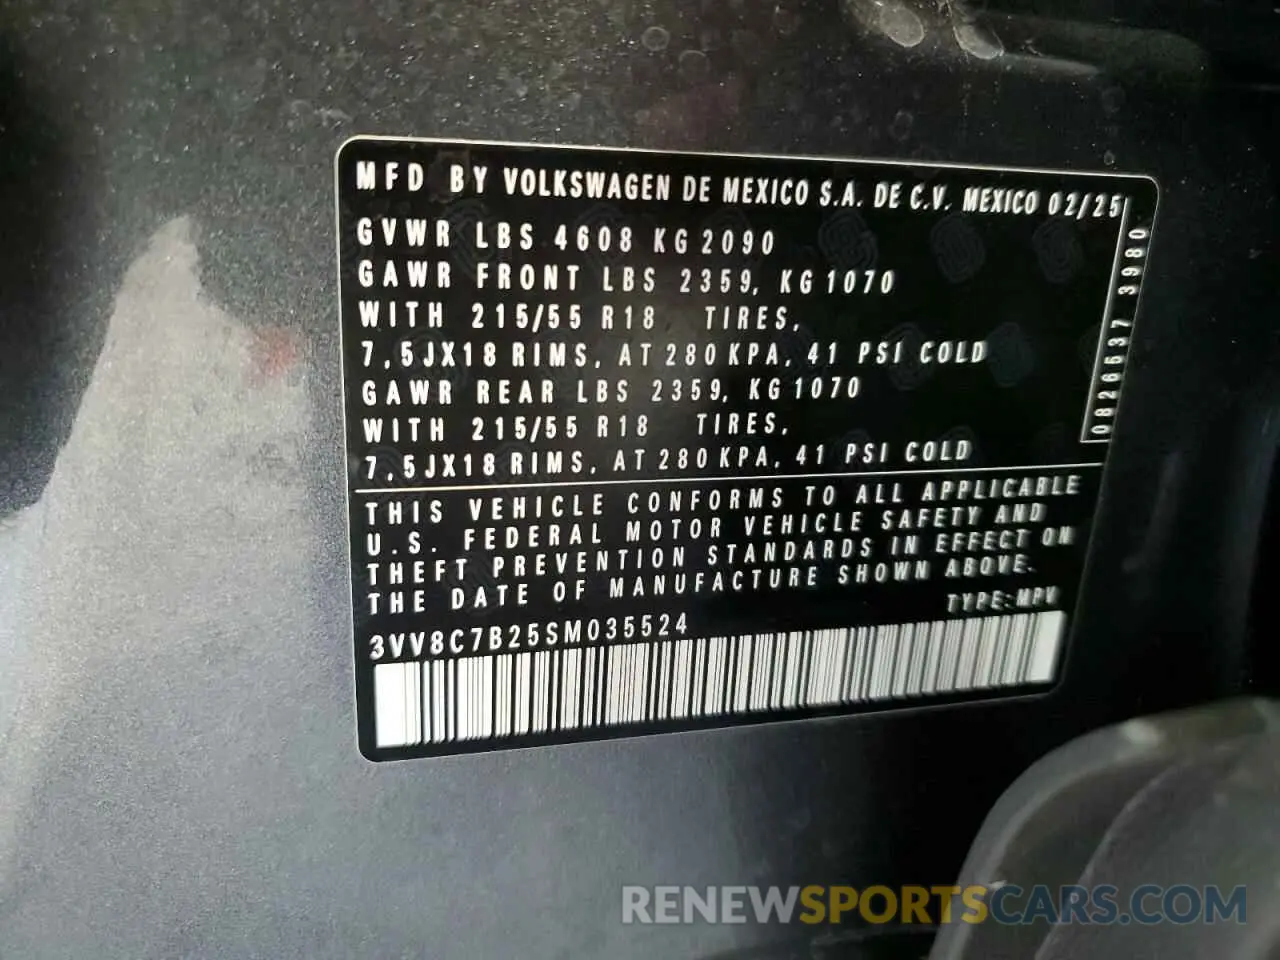 MFD BY VOLKSWAGEN DE MEXICO S.A. DE C.V. MEXICO 02/25
GVWR LBS 4608 KG 2090
GAWR FRONT LBS 2359, KG 1070
WITH 215/55 R18 TIRES,
7,5JX18 RIMS, AT 280 KPA, 41 PSI COLD
GAWR REAR LBS 2359, KG 1070
WITH 215/55 R18 TIRES,
7,5JX18 RIMS, AT 280 KPA, 41 PSI COLD
0826637 3980
THIS VEHICLE CONFORMS TO ALL APPLICABLE
U.S. FEDERAL MOTOR VEHICLE SAFETY AND
THEFT PREVENTION STANDARDS IN EFFECT ON
THE DATE OF MANUFACTURE SHOWN ABOVE.
TYPE: MPV
3VV8C7B25SM035524
RENEWSPORTSCARS.COM